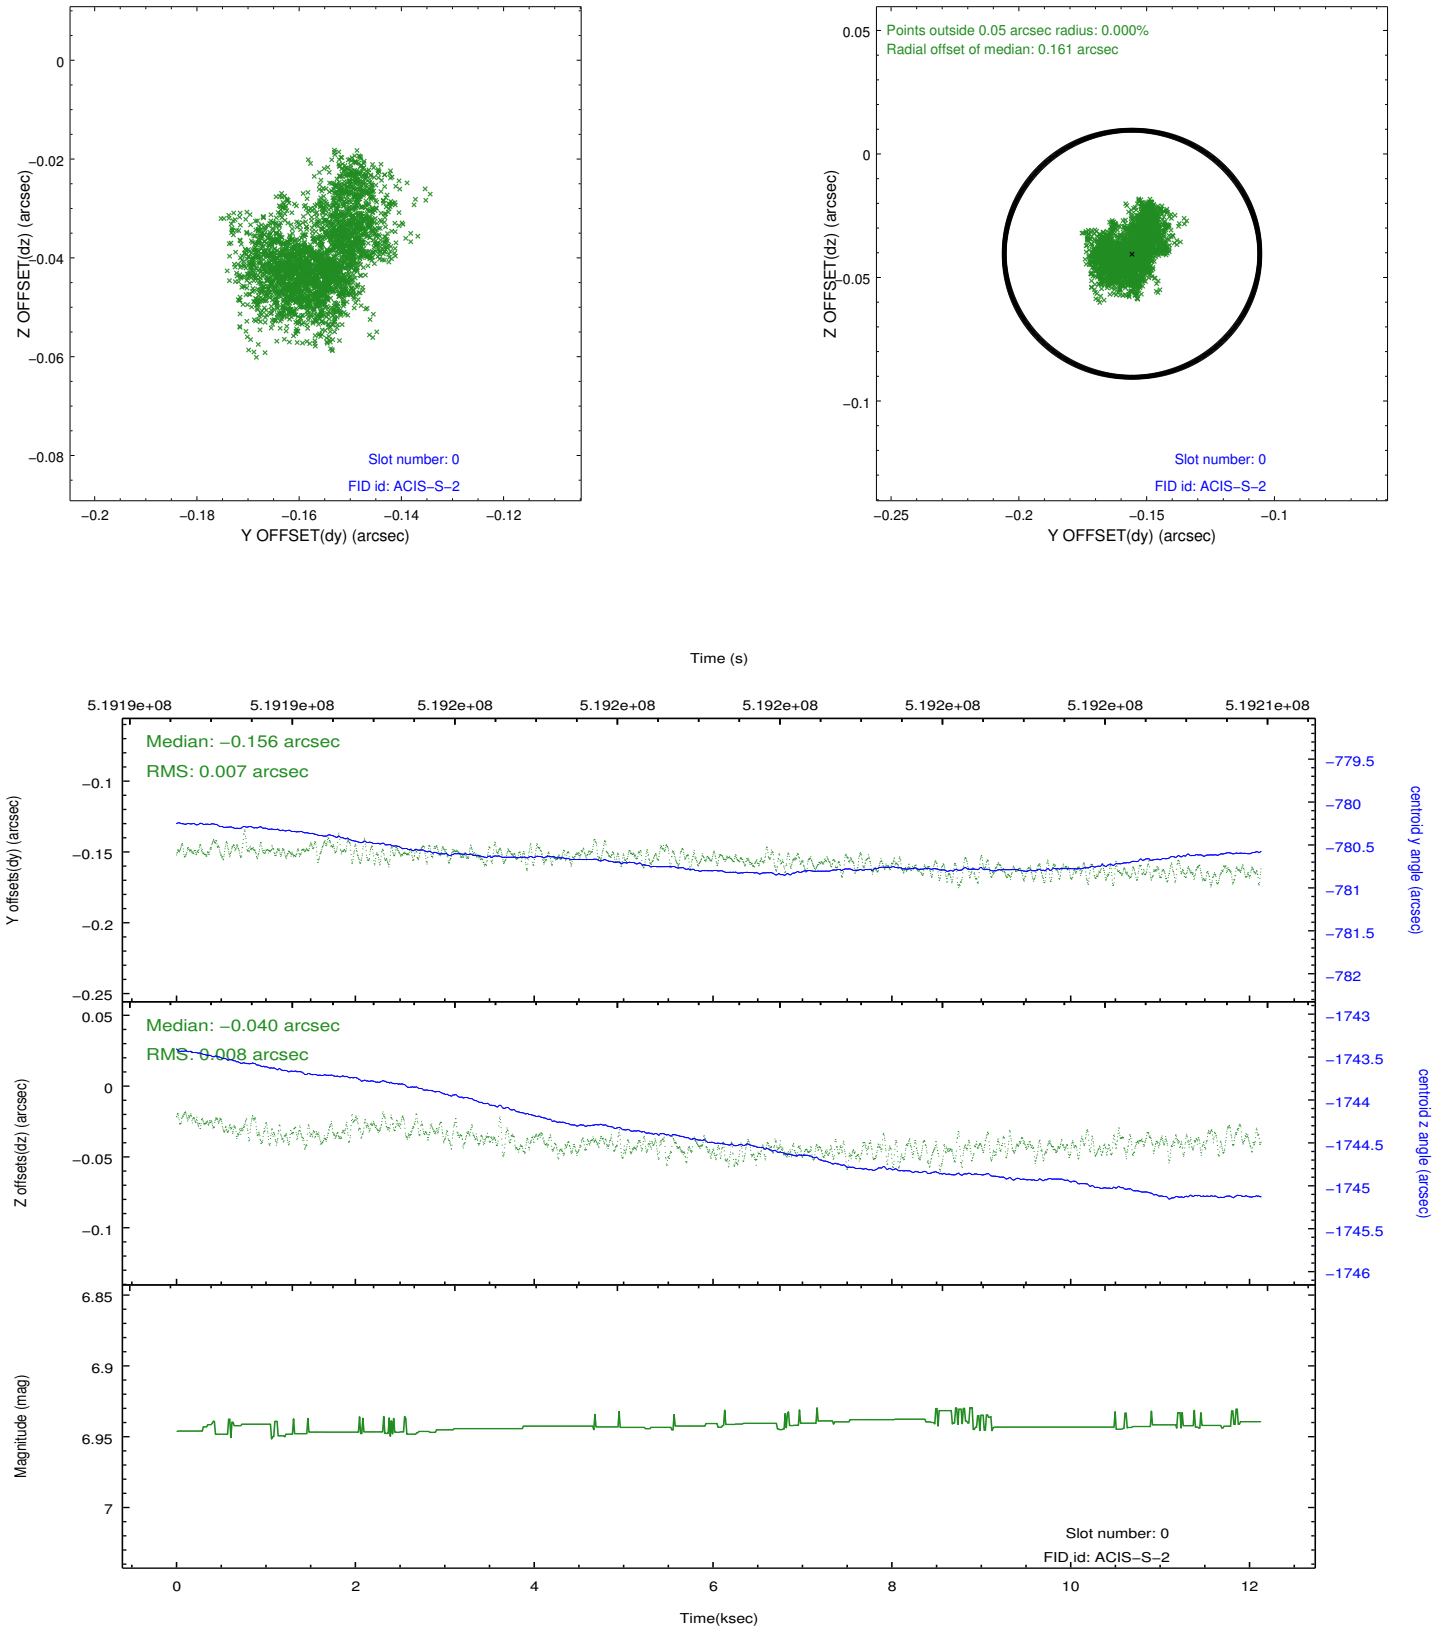 0
−0.02
−0.04
−0.06
−0.08
Z OFFSET(dz) (arcsec)
Slot number: 0
FID id: ACIS−S−2
−0.2
−0.18
−0.16
−0.14
−0.12
Y OFFSET(dy) (arcsec)
Points outside 0.05 arcsec radius: 0.000%
Radial offset of median: 0.161 arcsec
0.05
0
−0.05
−0.1
Z OFFSET(dz) (arcsec)
Slot number: 0
FID id: ACIS−S−2
−0.25
−0.2
−0.15
−0.1
Y OFFSET(dy) (arcsec)
Time (s)
5.1919e+08
5.1919e+08
5.192e+08
5.192e+08
5.192e+08
5.192e+08
5.192e+08
5.1921e+08
Median: −0.156 arcsec
RMS: 0.007 arcsec
−0.1
−0.15
−0.2
−0.25
Y offsets(dy) (arcsec)
−779.5
−780
−780.5
−781
−781.5
−782
centroid y angle (arcsec)
Median: −0.040 arcsec
RMS: 0.008 arcsec
0.05
0
−0.05
−0.1
Z offsets(dz) (arcsec)
−1743
−1743.5
−1744
−1744.5
−1745
−1745.5
−1746
centroid z angle (arcsec)
6.85
6.9
6.95
7
Magnitude (mag)
Slot number: 0
FID id: ACIS−S−2
0
2
4
6
8
10
12
Time(ksec)